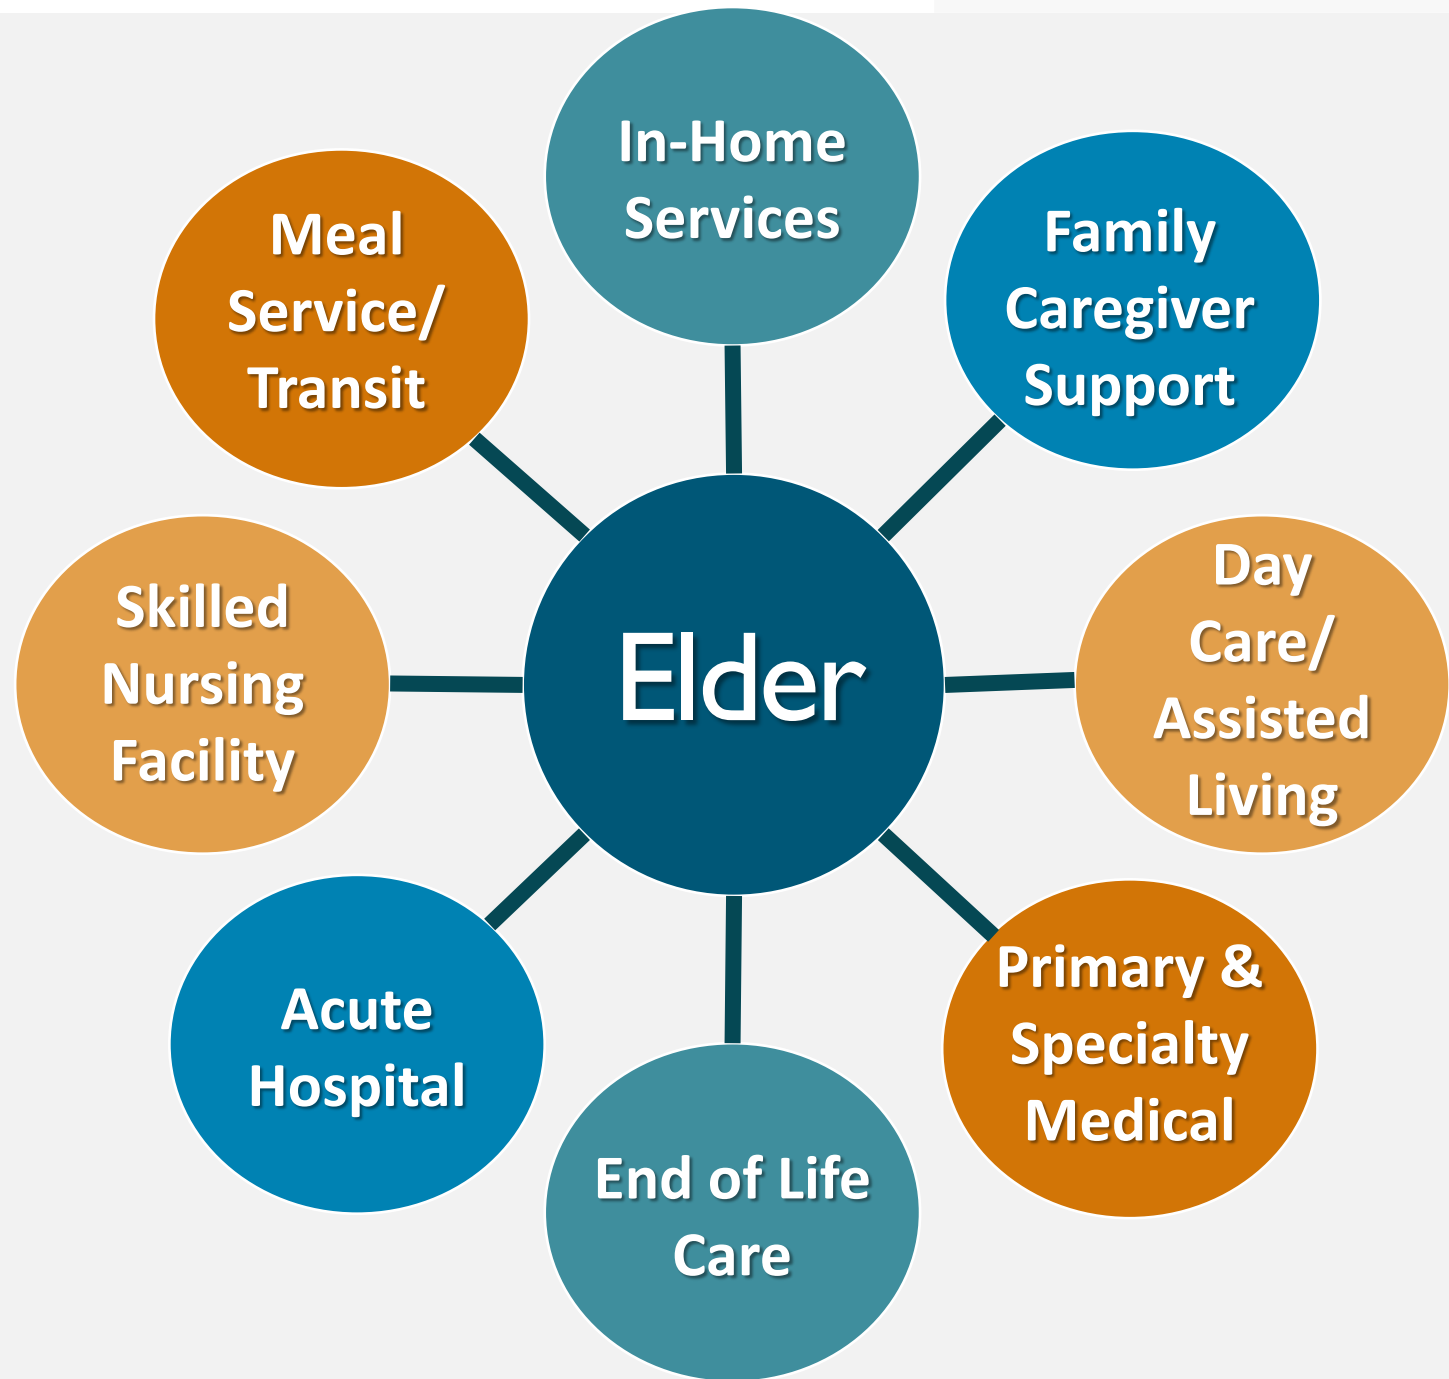 In-Home
Services
Family
Caregiver
Support
Day
Care/
Assisted
Living
Primary &
Specialty
Medical
End of Life
Care
Acute
Hospital
Skilled
Nursing
Facility
Meal
Service/
Transit
Elder